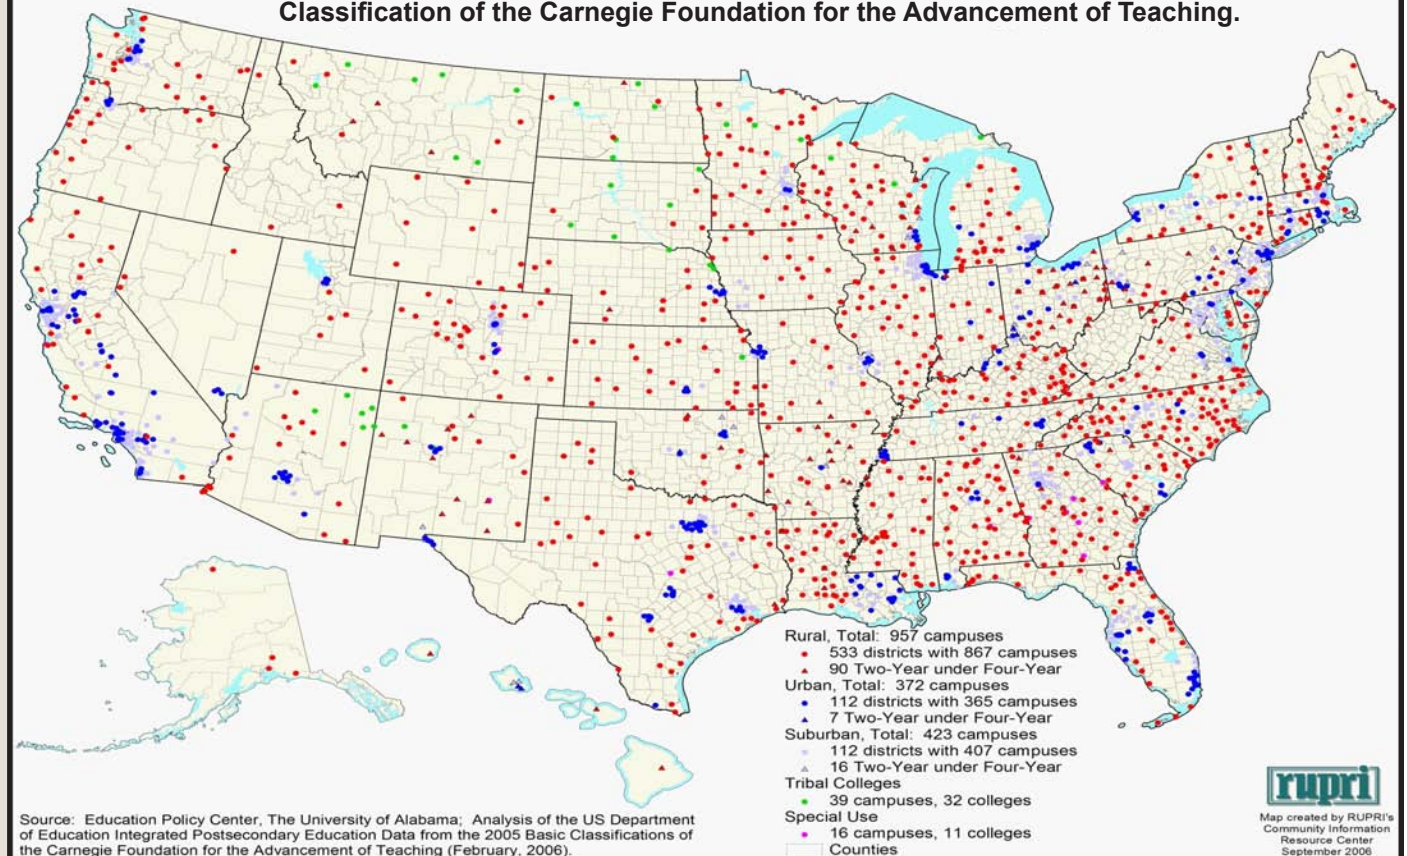 Classification of the Carnegie Foundation for the Advancement of Teaching.
Rural, Total: 957 campuses
533 districts with 867 campuses
90 Two-Year under Four-Year
Urban, Total: 372 campuses
112 districts with 365 campuses
7 Two-Year under Four-Year
Suburban, Total: 423 campuses
112 districts with 407 campuses
16 Two-Year under Four-Year
Tribal Colleges
39 campuses, 32 colleges
Special Use
16 campuses, 11 colleges
Counties
Source: Education Policy Center, The University of Alabama; Analysis of the US Department
of Education Integrated Postsecondary Education Data from the 2005 Basic Classifications of
the Carnegie Foundation for the Advancement of Teaching (February, 2006).
rupri
Map created by RUPRI's
Community Information
Resource Center
September 2006